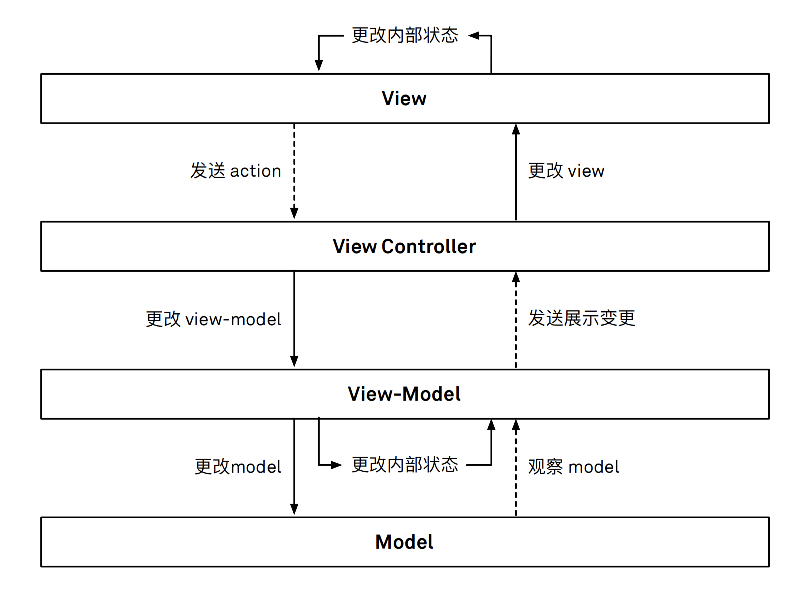 更改内部状态
View
发送 action
更改 view
View Controller
更改 view-model
发送展示变更
View-Model
更改model
更改内部状态
观察 model
Model